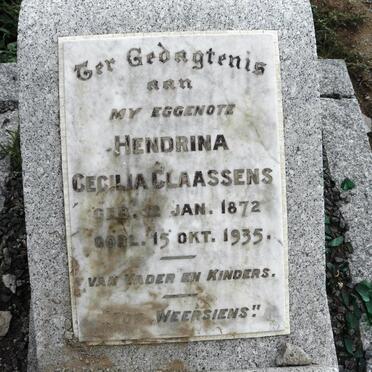 Ter Gedagtenis
aan
MY EGGENOTE
HENDRINA
CECILIA CLAASSENS
GEB. JAN. 1872
OORL. 15 OKT. 1935.
VAN VADER EN KINDERS.
WEERSIENS."